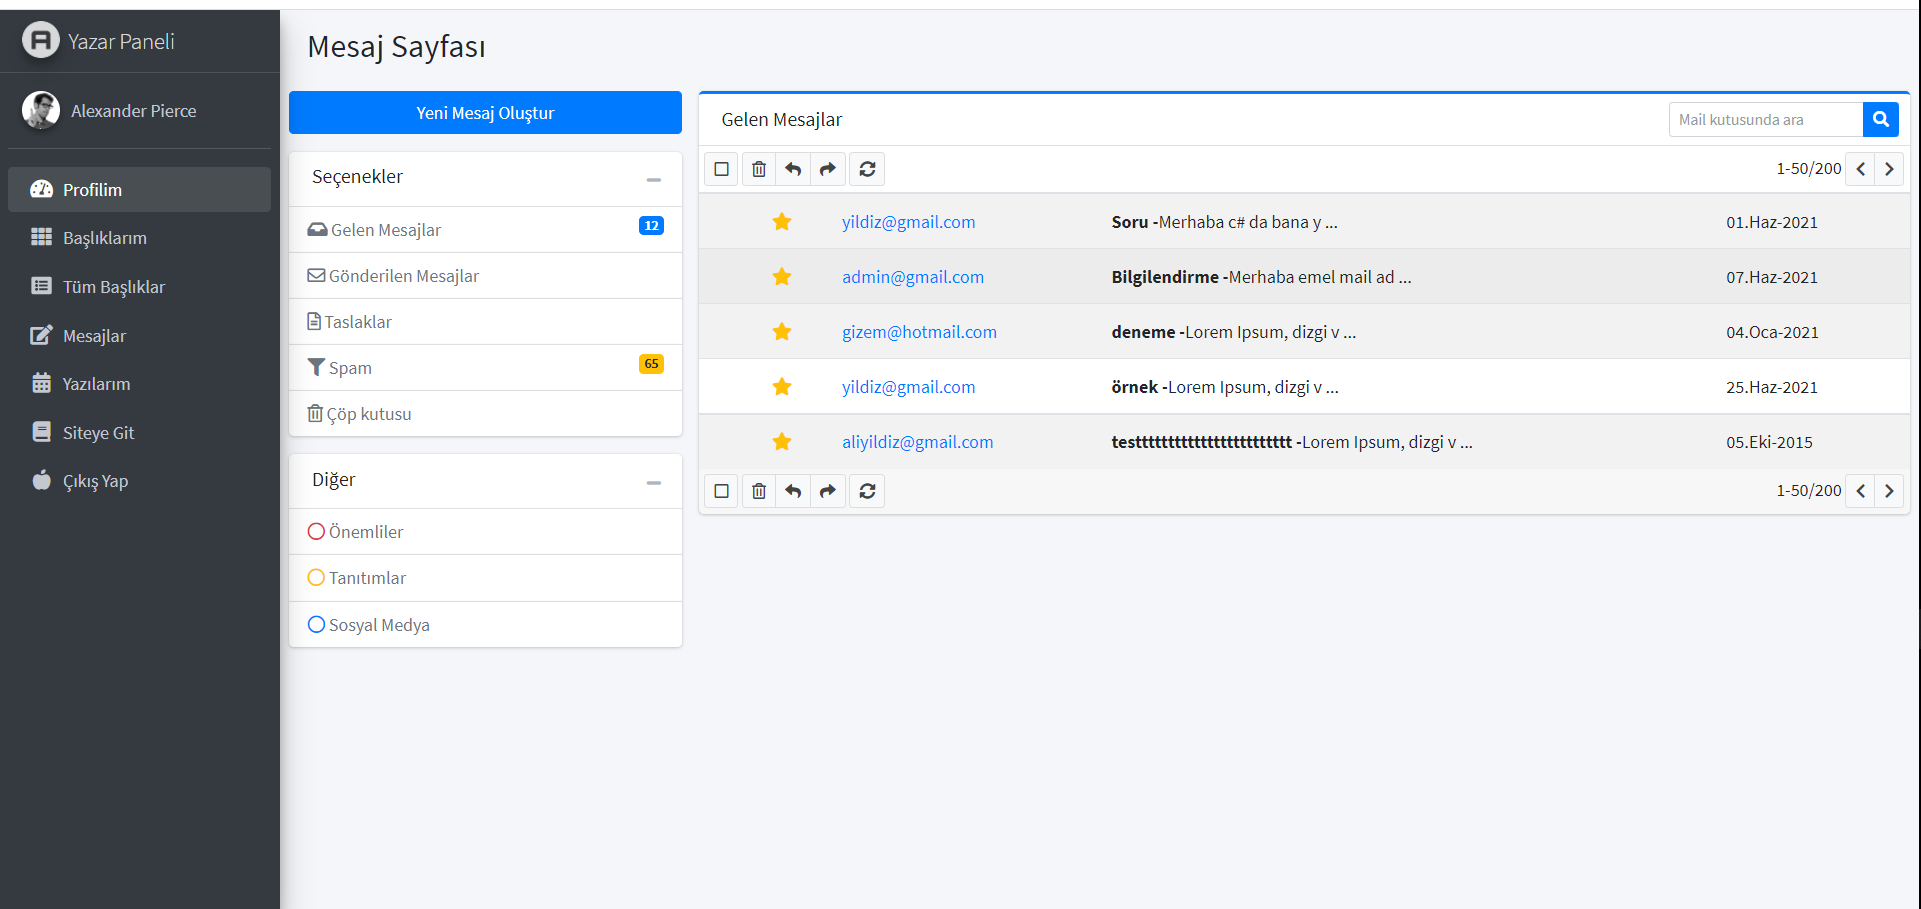 Yazar Paneli
Alexander Pierce
Profilim
Başlıklarım
Tüm Başlıklar
Mesajlar
Yazılarım
Siteye Git
Çıkış Yap
Mesaj Sayfası
Yeni Mesaj Oluştur
Seçenekler
Gelen Mesajlar 12
Gönderilen Mesajlar
Taslaklar
Spam 65
Çöp kutusu
Diğer
Önemliler
Tanıtımlar
Sosyal Medya
Gelen Mesajlar
Mail kutusunda ara
1-50/200
yildiz@gmail.com Soru -Merhaba c# da bana y ... 01.Haz-2021
admin@gmail.com Bilgilendirme -Merhaba emel mail ad ... 07.Haz-2021
gizem@hotmail.com deneme -Lorem Ipsum, dizgi v ... 04.Oca-2021
yildiz@gmail.com örnek -Lorem Ipsum, dizgi v ... 25.Haz-2021
aliyildiz@gmail.com testttttttttttttttttttttttt -Lorem Ipsum, dizgi v ... 05.Eki-2015
1-50/200